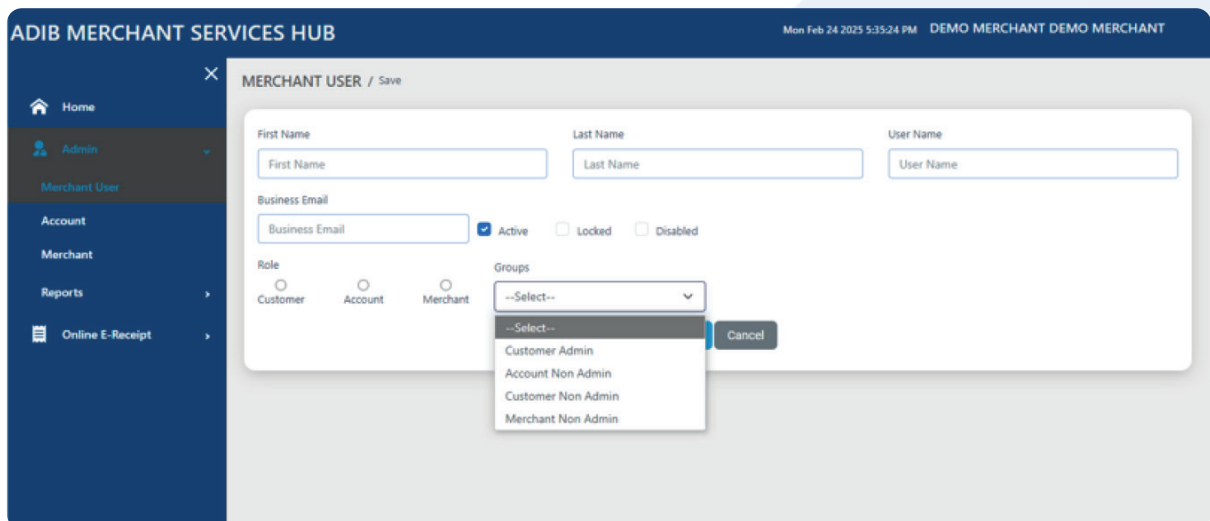 ADIB MERCHANT SERVICES HUB
Mon Feb 24 2025 5:35:24 PM DEMO MERCHANT DEMO MERCHANT
Home
Admin
Merchant User
Account
Merchant
Reports
Online E-Receipt
MERCHANT USER / Save
First Name Last Name User Name
First Name Last Name User Name
Business Email
Business Email Active Locked Disabled
Role Groups
Customer Account Merchant --Select--
--Select--
Customer Admin
Account Non Admin
Customer Non Admin
Merchant Non Admin
Cancel